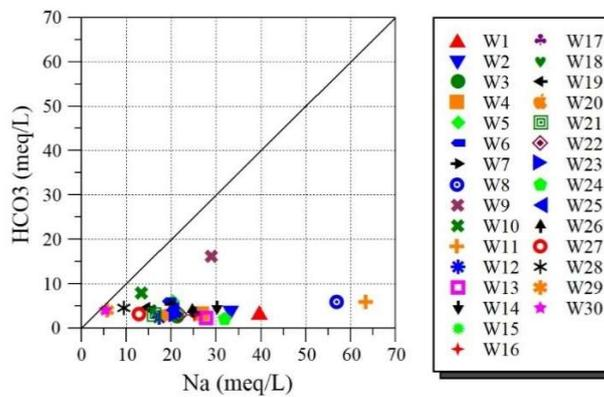 70
60
50
40
30
20
10
0
HCO3 (meq/L)
0 10 20 30 40 50 60 70
Na (meq/L)
W1 W17
W2 W18
W3 W19
W4 W20
W5 W21
W6 W22
W7 W23
W8 W24
W9 W25
W10 W26
W11 W27
W12 W28
W13 W29
W14 W30
W15
W16